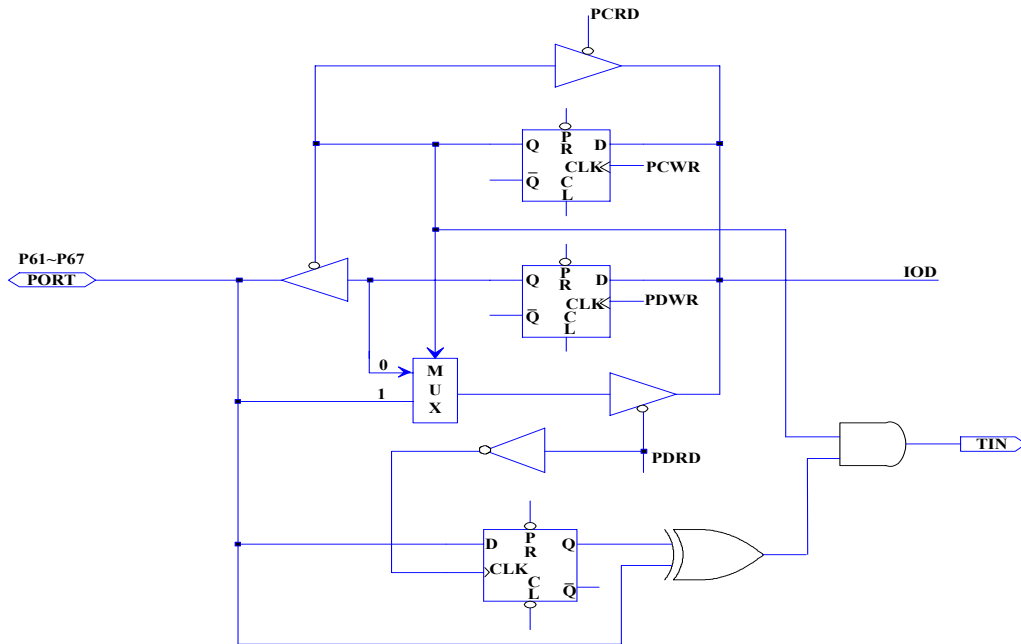 PCRD
P
R
Q D
CLK
PCWR
Q̅
C
L
P61~P67
PORT
P
R
Q D
CLK
PDWR
Q̅
C
L
IOD
0
1
M
U
X
PDRD
TIN
P
R
D Q
CLK
C
L
Q̅